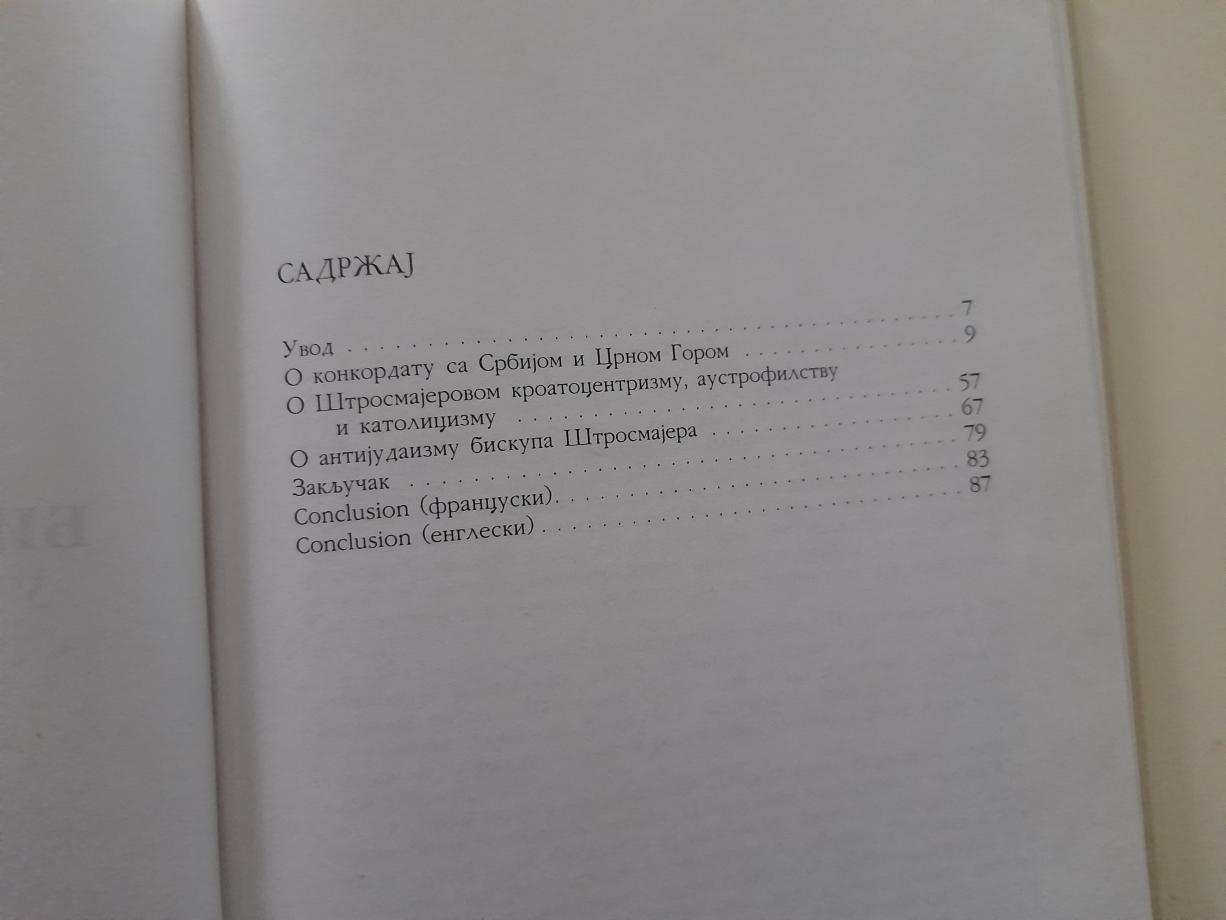 САДРЖАЈ
Увод . . . . . . . . . . . . . . . . . . . . . . . . . . . . . . . . . . . . . . 7
О конкордату са Србијом и Црном Гором . . . . . . . . . . . . . . . . 9
О Штросмајеровом кроатоцентризму, аустрофилству
и католицизму . . . . . . . . . . . . . . . . . . . . . . . . . . . . . . 57
О антијудаизму бискупа Штросмајера . . . . . . . . . . . . . . . . . . 67
Закључак . . . . . . . . . . . . . . . . . . . . . . . . . . . . . . . . . . . 79
Conclusion (француски). . . . . . . . . . . . . . . . . . . . . . . . . . . 83
Conclusion (енглески) . . . . . . . . . . . . . . . . . . . . . . . . . . . . 87